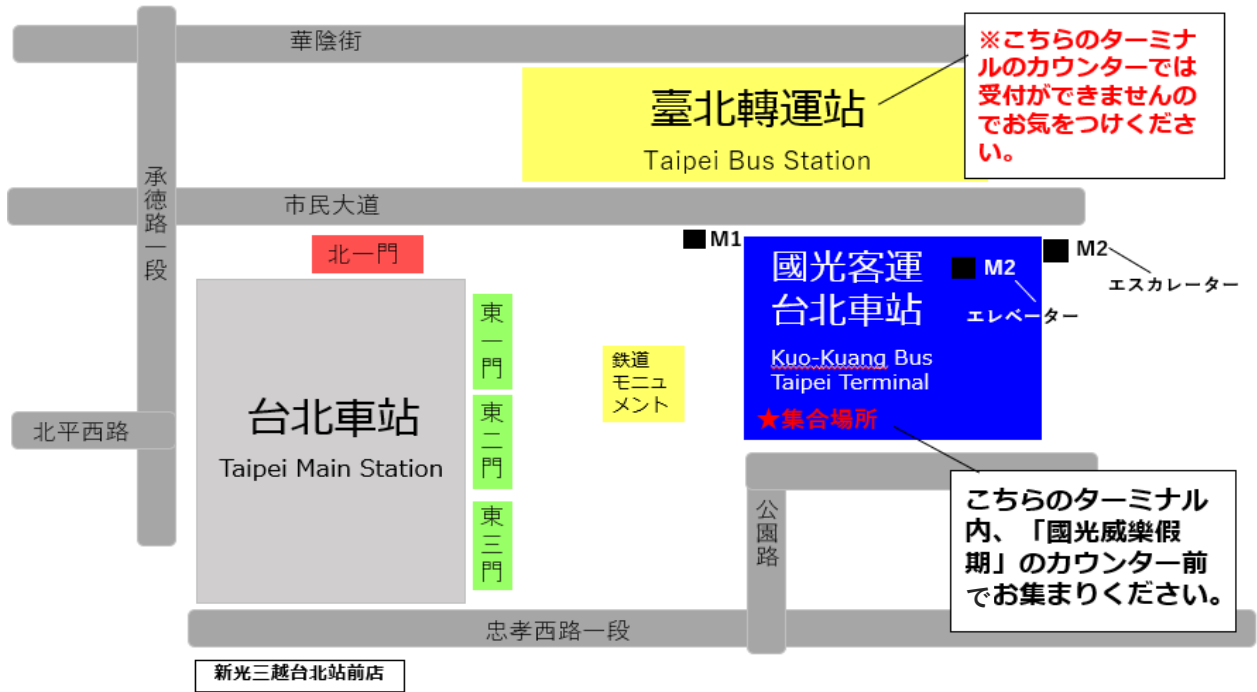 華陰街
※こちらのターミナ
ルのカウンターでは
受付ができませんの
でお気をつけくださ
い。
臺北轉運站
Taipei Bus Station
承德路一段
市民大道
北一門
M1
國光客運
台北車站
M2
M2
エスカレーター
エレベーター
Kuo-Kuang Bus
Taipei Terminal
★集合場所
東一門
鉄道
モニュ
メント
台北車站
Taipei Main Station
東二門
北平西路
東三門
公園路
こちらのターミナル
内、「國光威樂假
期」のカウンター前
でお集まりください。
忠孝西路一段
新光三越台北站前店